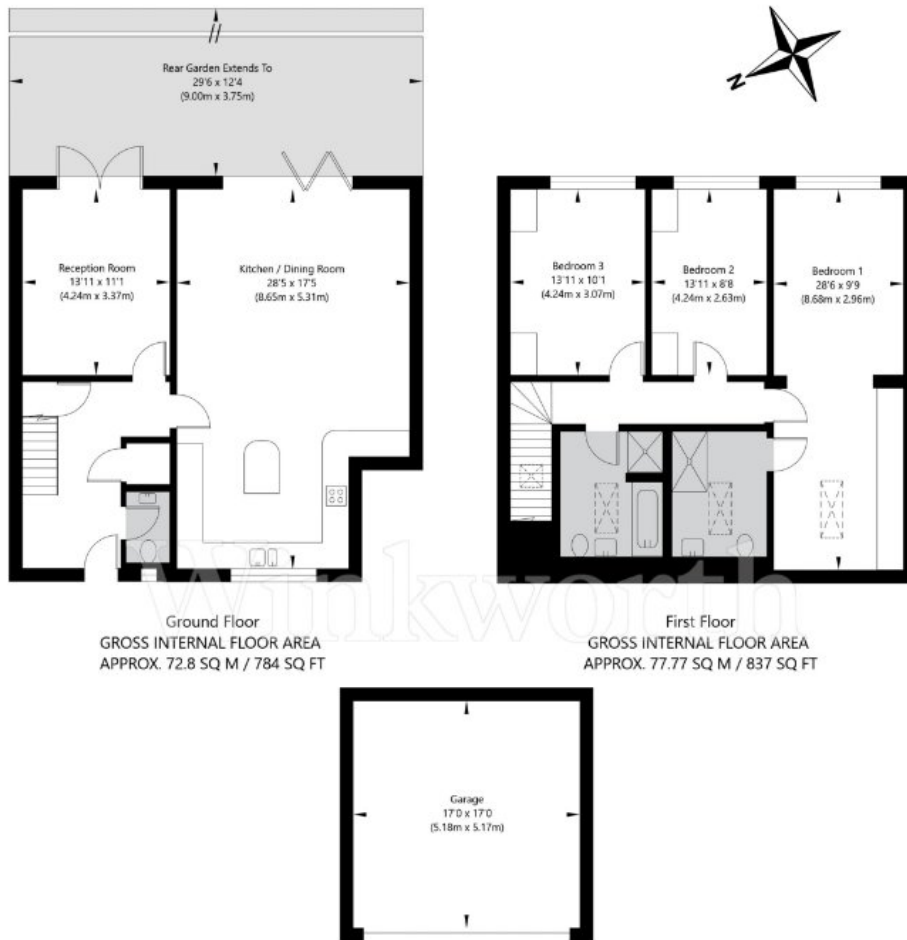 Rear Garden Extends To
29'6 x 12'4
(9.00m x 3.75m)
N
Reception Room
13'11 x 11'1
(4.24m x 3.37m)
Kitchen / Dining Room
28'5 x 17'5
(8.65m x 5.31m)
Bedroom 3
13'11 x 10'1
(4.24m x 3.07m)
Bedroom 2
13'11 x 8'8
(4.24m x 2.63m)
Bedroom 1
28'6 x 9'9
(8.68m x 2.96m)
Winkworth
Ground Floor
GROSS INTERNAL FLOOR AREA
APPROX. 72.8 SQ M / 784 SQ FT
First Floor
GROSS INTERNAL FLOOR AREA
APPROX. 77.77 SQ M / 837 SQ FT
Garage
17'0 x 17'0
(5.18m x 5.17m)